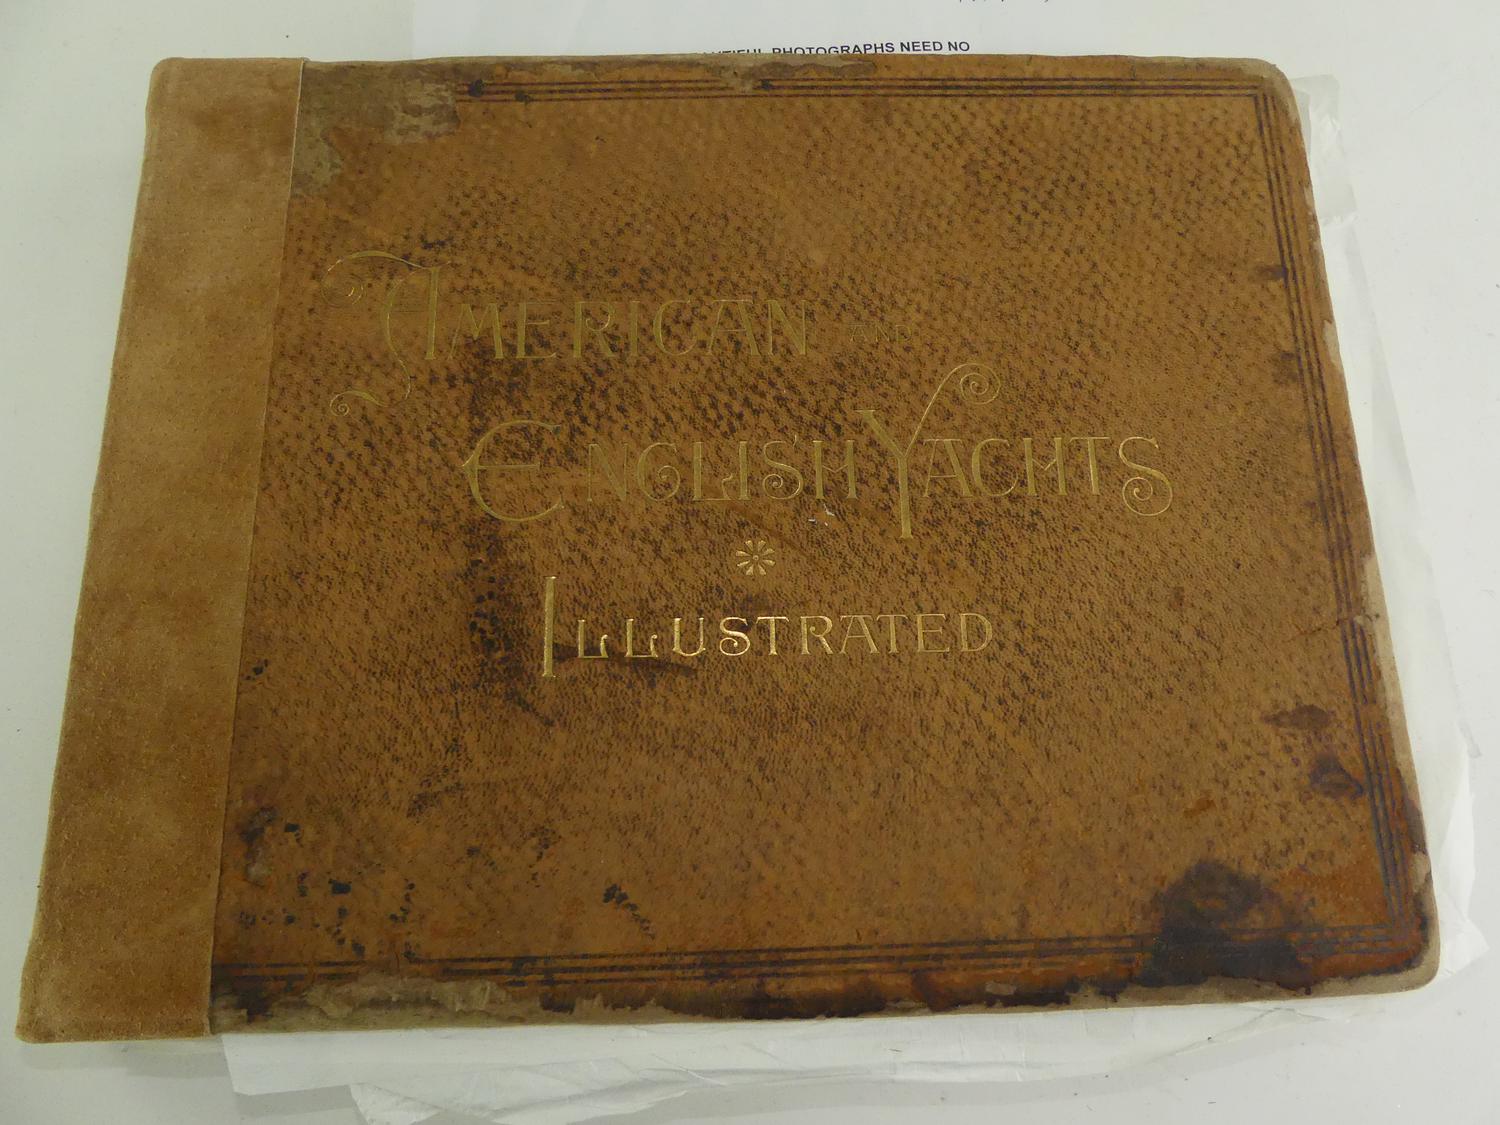 PHOTOGRAPHS NEED NO
AMERICAN AND
ENGLISH YACHTS
ILLUSTRATED